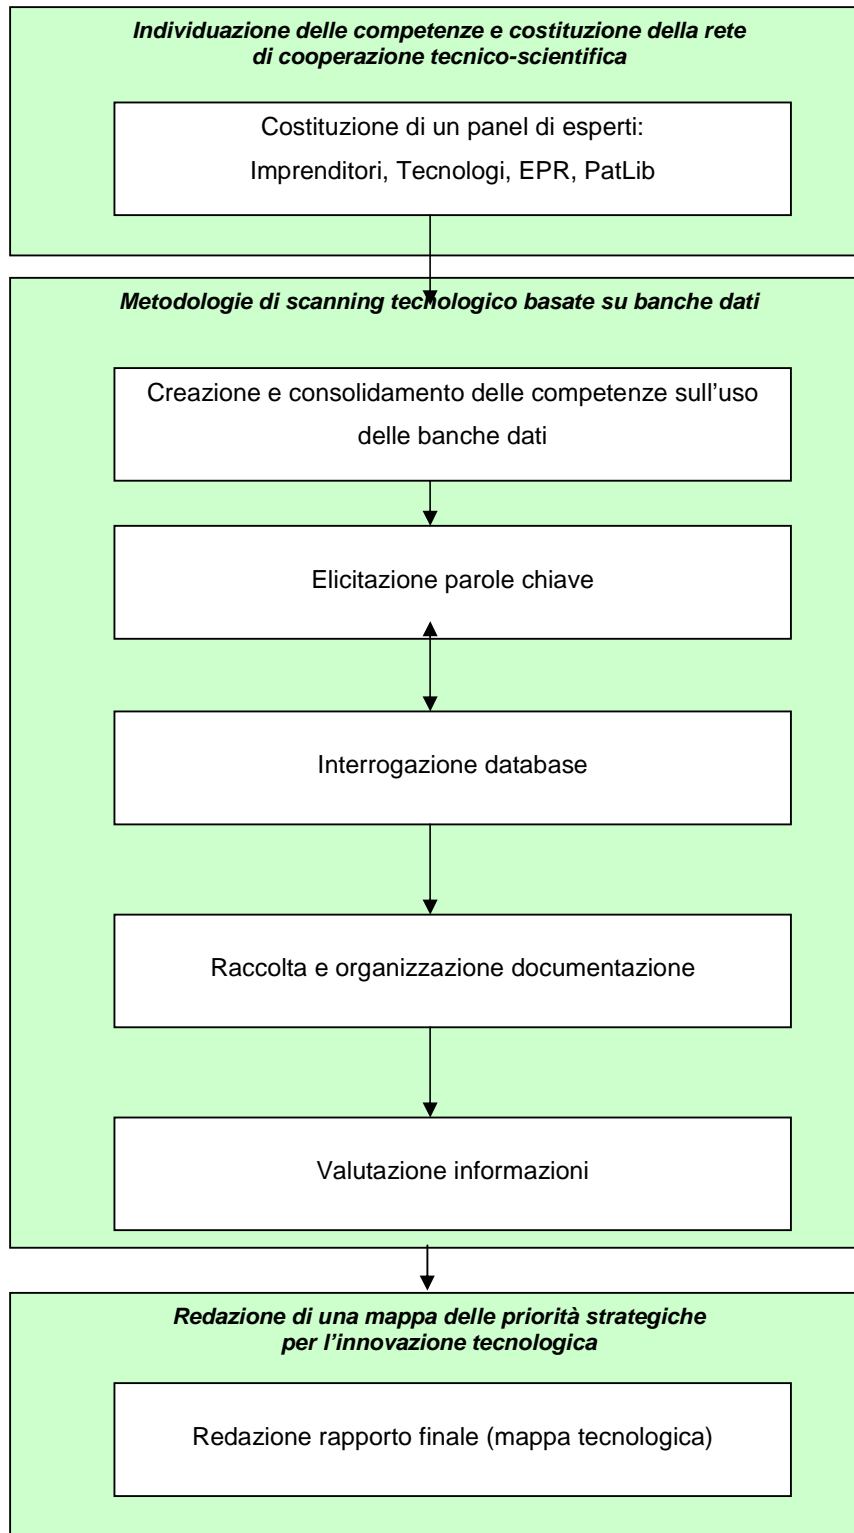 Individuazione delle competenze e costituzione della rete
di cooperazione tecnico-scientifica
Costituzione di un panel di esperti:
Imprenditori, Tecnologi, EPR, PatLib
Metodologie di scanning tecnologico basate su banche dati
Creazione e consolidamento delle competenze sull'uso
delle banche dati
Elicitazione parole chiave
Interrogazione database
Raccolta e organizzazione documentazione
Valutazione informazioni
Redazione di una mappa delle priorità strategiche
per l'innovazione tecnologica
Redazione rapporto finale (mappa tecnologica)